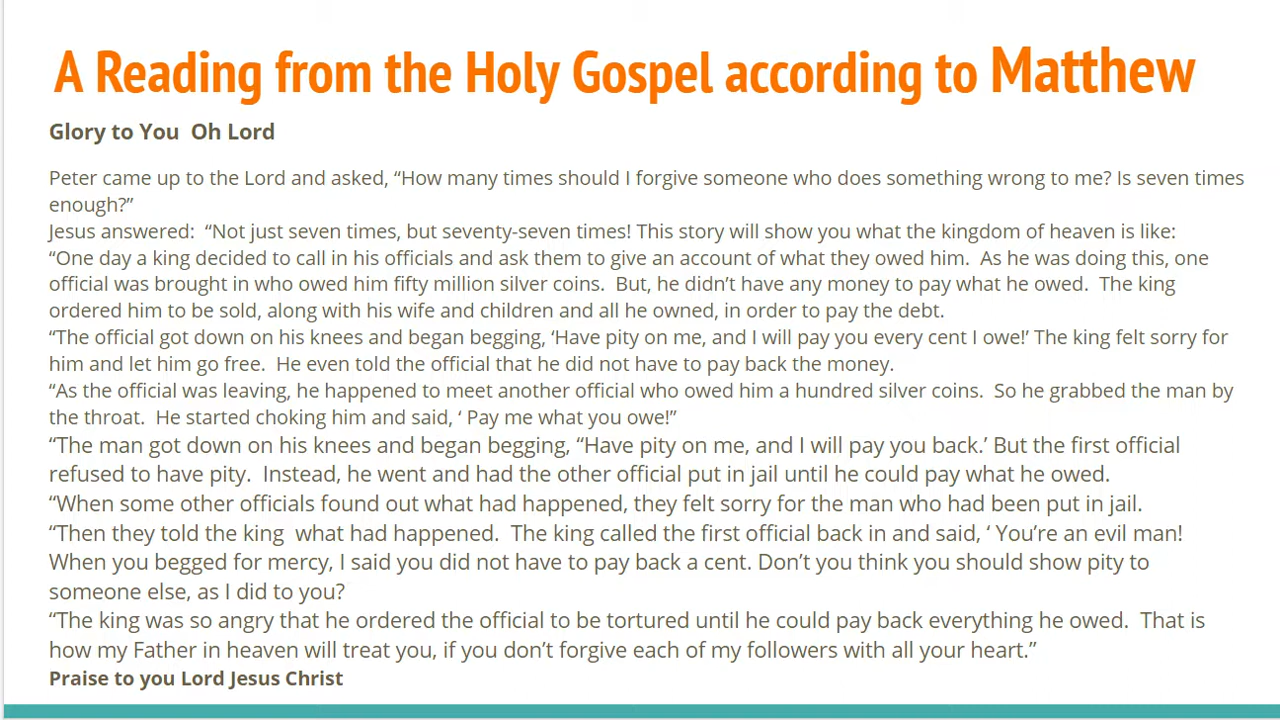 A Reading from the Holy Gospel according to Matthew
Glory to You  Oh Lord
Peter came up to the Lord and asked, “How many times should I forgive someone who does something wrong to me? Is seven times
enough?”
Jesus answered:  “Not just seven times, but seventy-seven times! This story will show you what the kingdom of heaven is like:
“One day a king decided to call in his officials and ask them to give an account of what they owed him.  As he was doing this, one
official was brought in who owed him fifty million silver coins.  But, he didn’t have any money to pay what he owed.  The king
ordered him to be sold, along with his wife and children and all he owned, in order to pay the debt.
“The official got down on his knees and began begging, ‘Have pity on me, and I will pay you every cent I owe!’ The king felt sorry for
him and let him go free.  He even told the official that he did not have to pay back the money.
“As the official was leaving, he happened to meet another official who owed him a hundred silver coins.  So he grabbed the man by
the throat.  He started choking him and said, ‘ Pay me what you owe!”
“The man got down on his knees and began begging, “Have pity on me, and I will pay you back.’ But the first official
refused to have pity.  Instead, he went and had the other official put in jail until he could pay what he owed.
“When some other officials found out what had happened, they felt sorry for the man who had been put in jail.
“Then they told the king  what had happened.  The king called the first official back in and said, ‘ You’re an evil man!
When you begged for mercy, I said you did not have to pay back a cent. Don’t you think you should show pity to
someone else, as I did to you?
“The king was so angry that he ordered the official to be tortured until he could pay back everything he owed.  That is
how my Father in heaven will treat you, if you don’t forgive each of my followers with all your heart.”
Praise to you Lord Jesus Christ